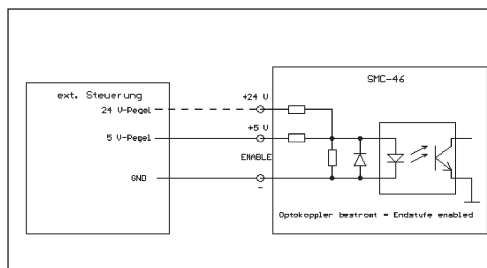 SMC-46
ext. Steuerung
+24 V
24 V-Pegel
+5 V
5 V-Pegel
ENABLE
GND
-
Optokoppler bestromt = Endstufe enabled